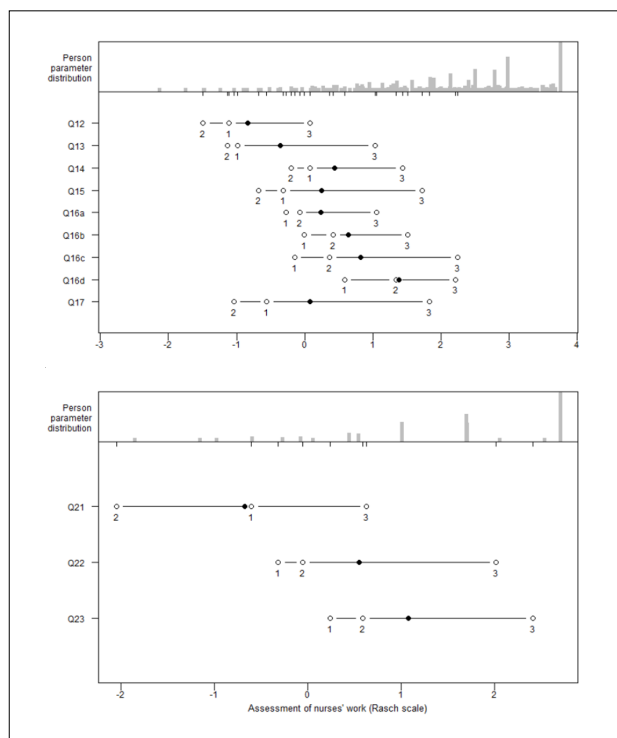 Person
parameter
distribution
Q12
2 1 3
Q13
2 1 3
Q14
2 1 3
Q15
2 1 3
Q16a
1 2 3
Q16b
1 2 3
Q16c
1 2 3
Q16d
1 2 3
Q17
2 1 3
-3 -2 -1 0 1 2 3 4
Person
parameter
distribution
Q21
2 1 3
Q22
1 2 3
Q23
1 2 3
-2 -1 0 1 2
Assessment of nurses' work (Rasch scale)